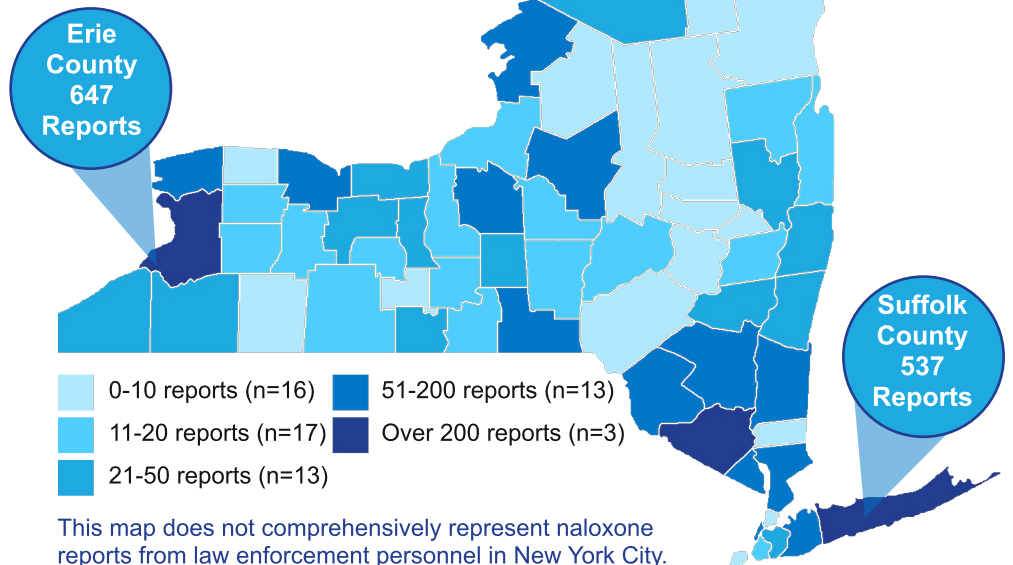 Erie
County
647
Reports
Suffolk
County
537
Reports
0-10 reports (n=16)
51-200 reports (n=13)
11-20 reports (n=17)
Over 200 reports (n=3)
21-50 reports (n=13)
This map does not comprehensively represent naloxone
reports from law enforcement personnel in New York City.